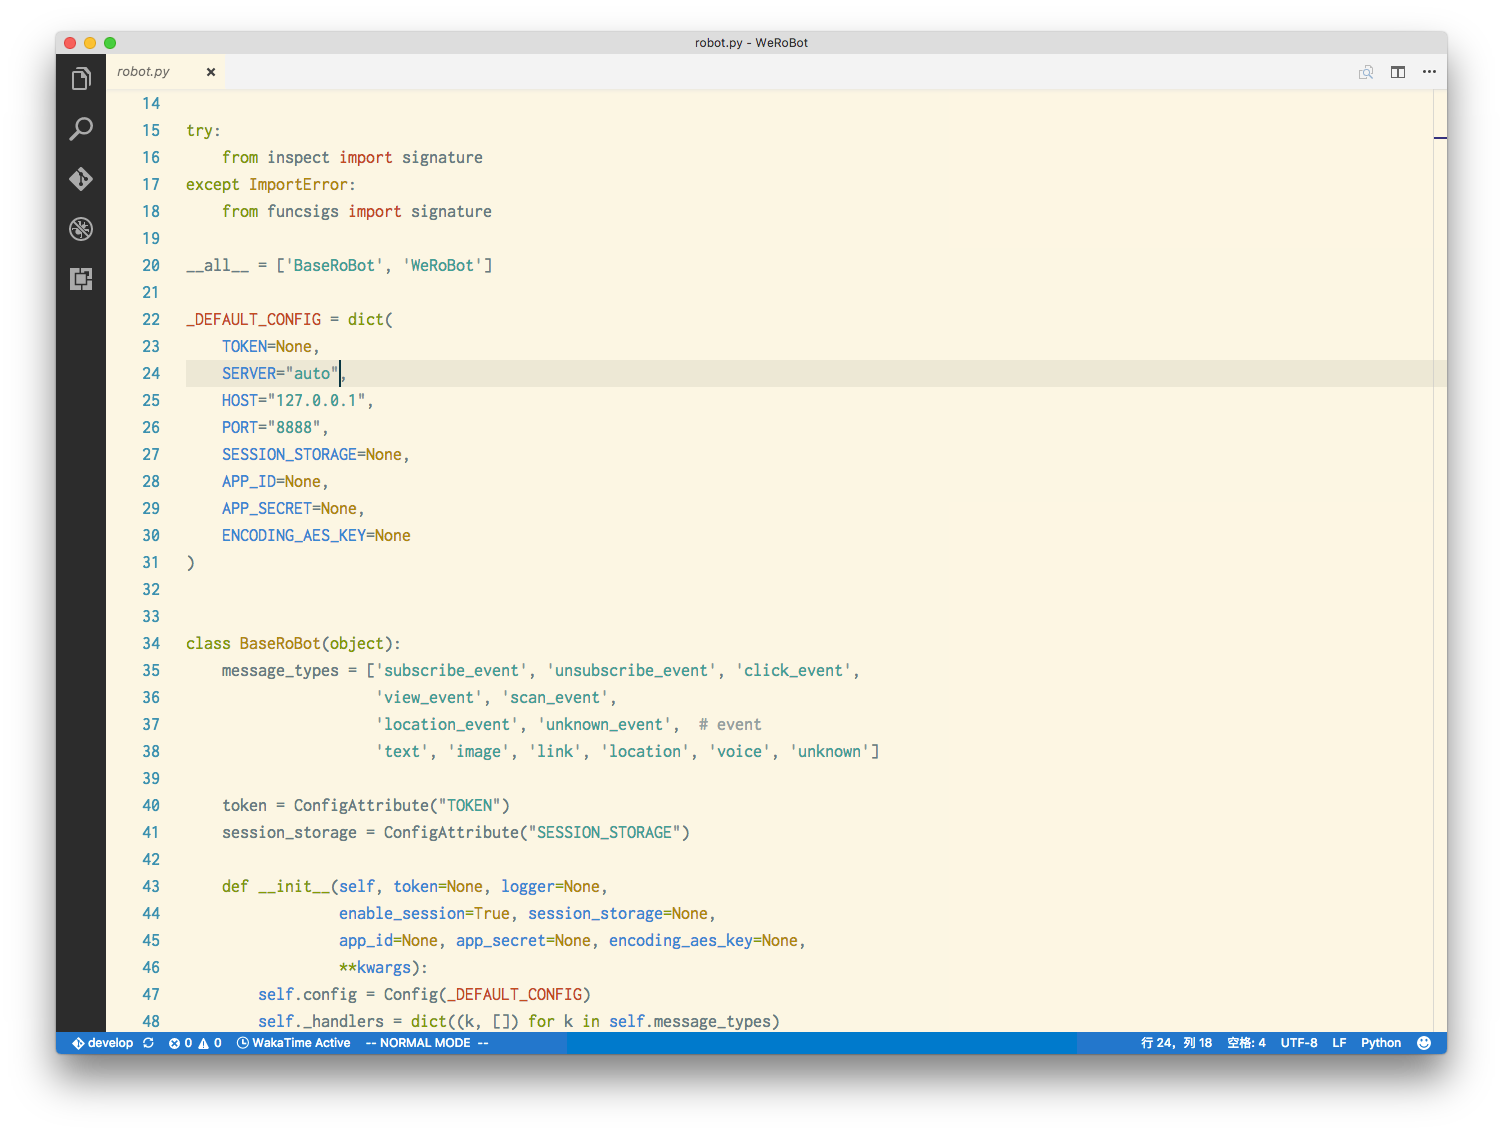 robot.py - WeRoBot
robot.py
14
15 try:
16     from inspect import signature
17 except ImportError:
18     from funcsigs import signature
19
20 __all__ = ['BaseRoBot', 'WeRoBot']
21
22 _DEFAULT_CONFIG = dict(
23     TOKEN=None,
24     SERVER="auto",
25     HOST="127.0.0.1",
26     PORT="8888",
27     SESSION_STORAGE=None,
28     APP_ID=None,
29     APP_SECRET=None,
30     ENCODING_AES_KEY=None
31 )
32
33
34 class BaseRoBot(object):
35     message_types = ['subscribe_event', 'unsubscribe_event', 'click_event',
36                      'view_event', 'scan_event',
37                      'location_event', 'unknown_event',  # event
38                      'text', 'image', 'link', 'location', 'voice', 'unknown']
39
40     token = ConfigAttribute("TOKEN")
41     session_storage = ConfigAttribute("SESSION_STORAGE")
42
43     def __init__(self, token=None, logger=None,
44                  enable_session=True, session_storage=None,
45                  app_id=None, app_secret=None, encoding_aes_key=None,
46                  **kwargs):
47         self.config = Config(_DEFAULT_CONFIG)
48         self._handlers = dict((k, []) for k in self.message_types)
develop 0 0 WakaTime Active -- NORMAL MODE -- 行 24，列 18 空格: 4 UTF-8 LF Python